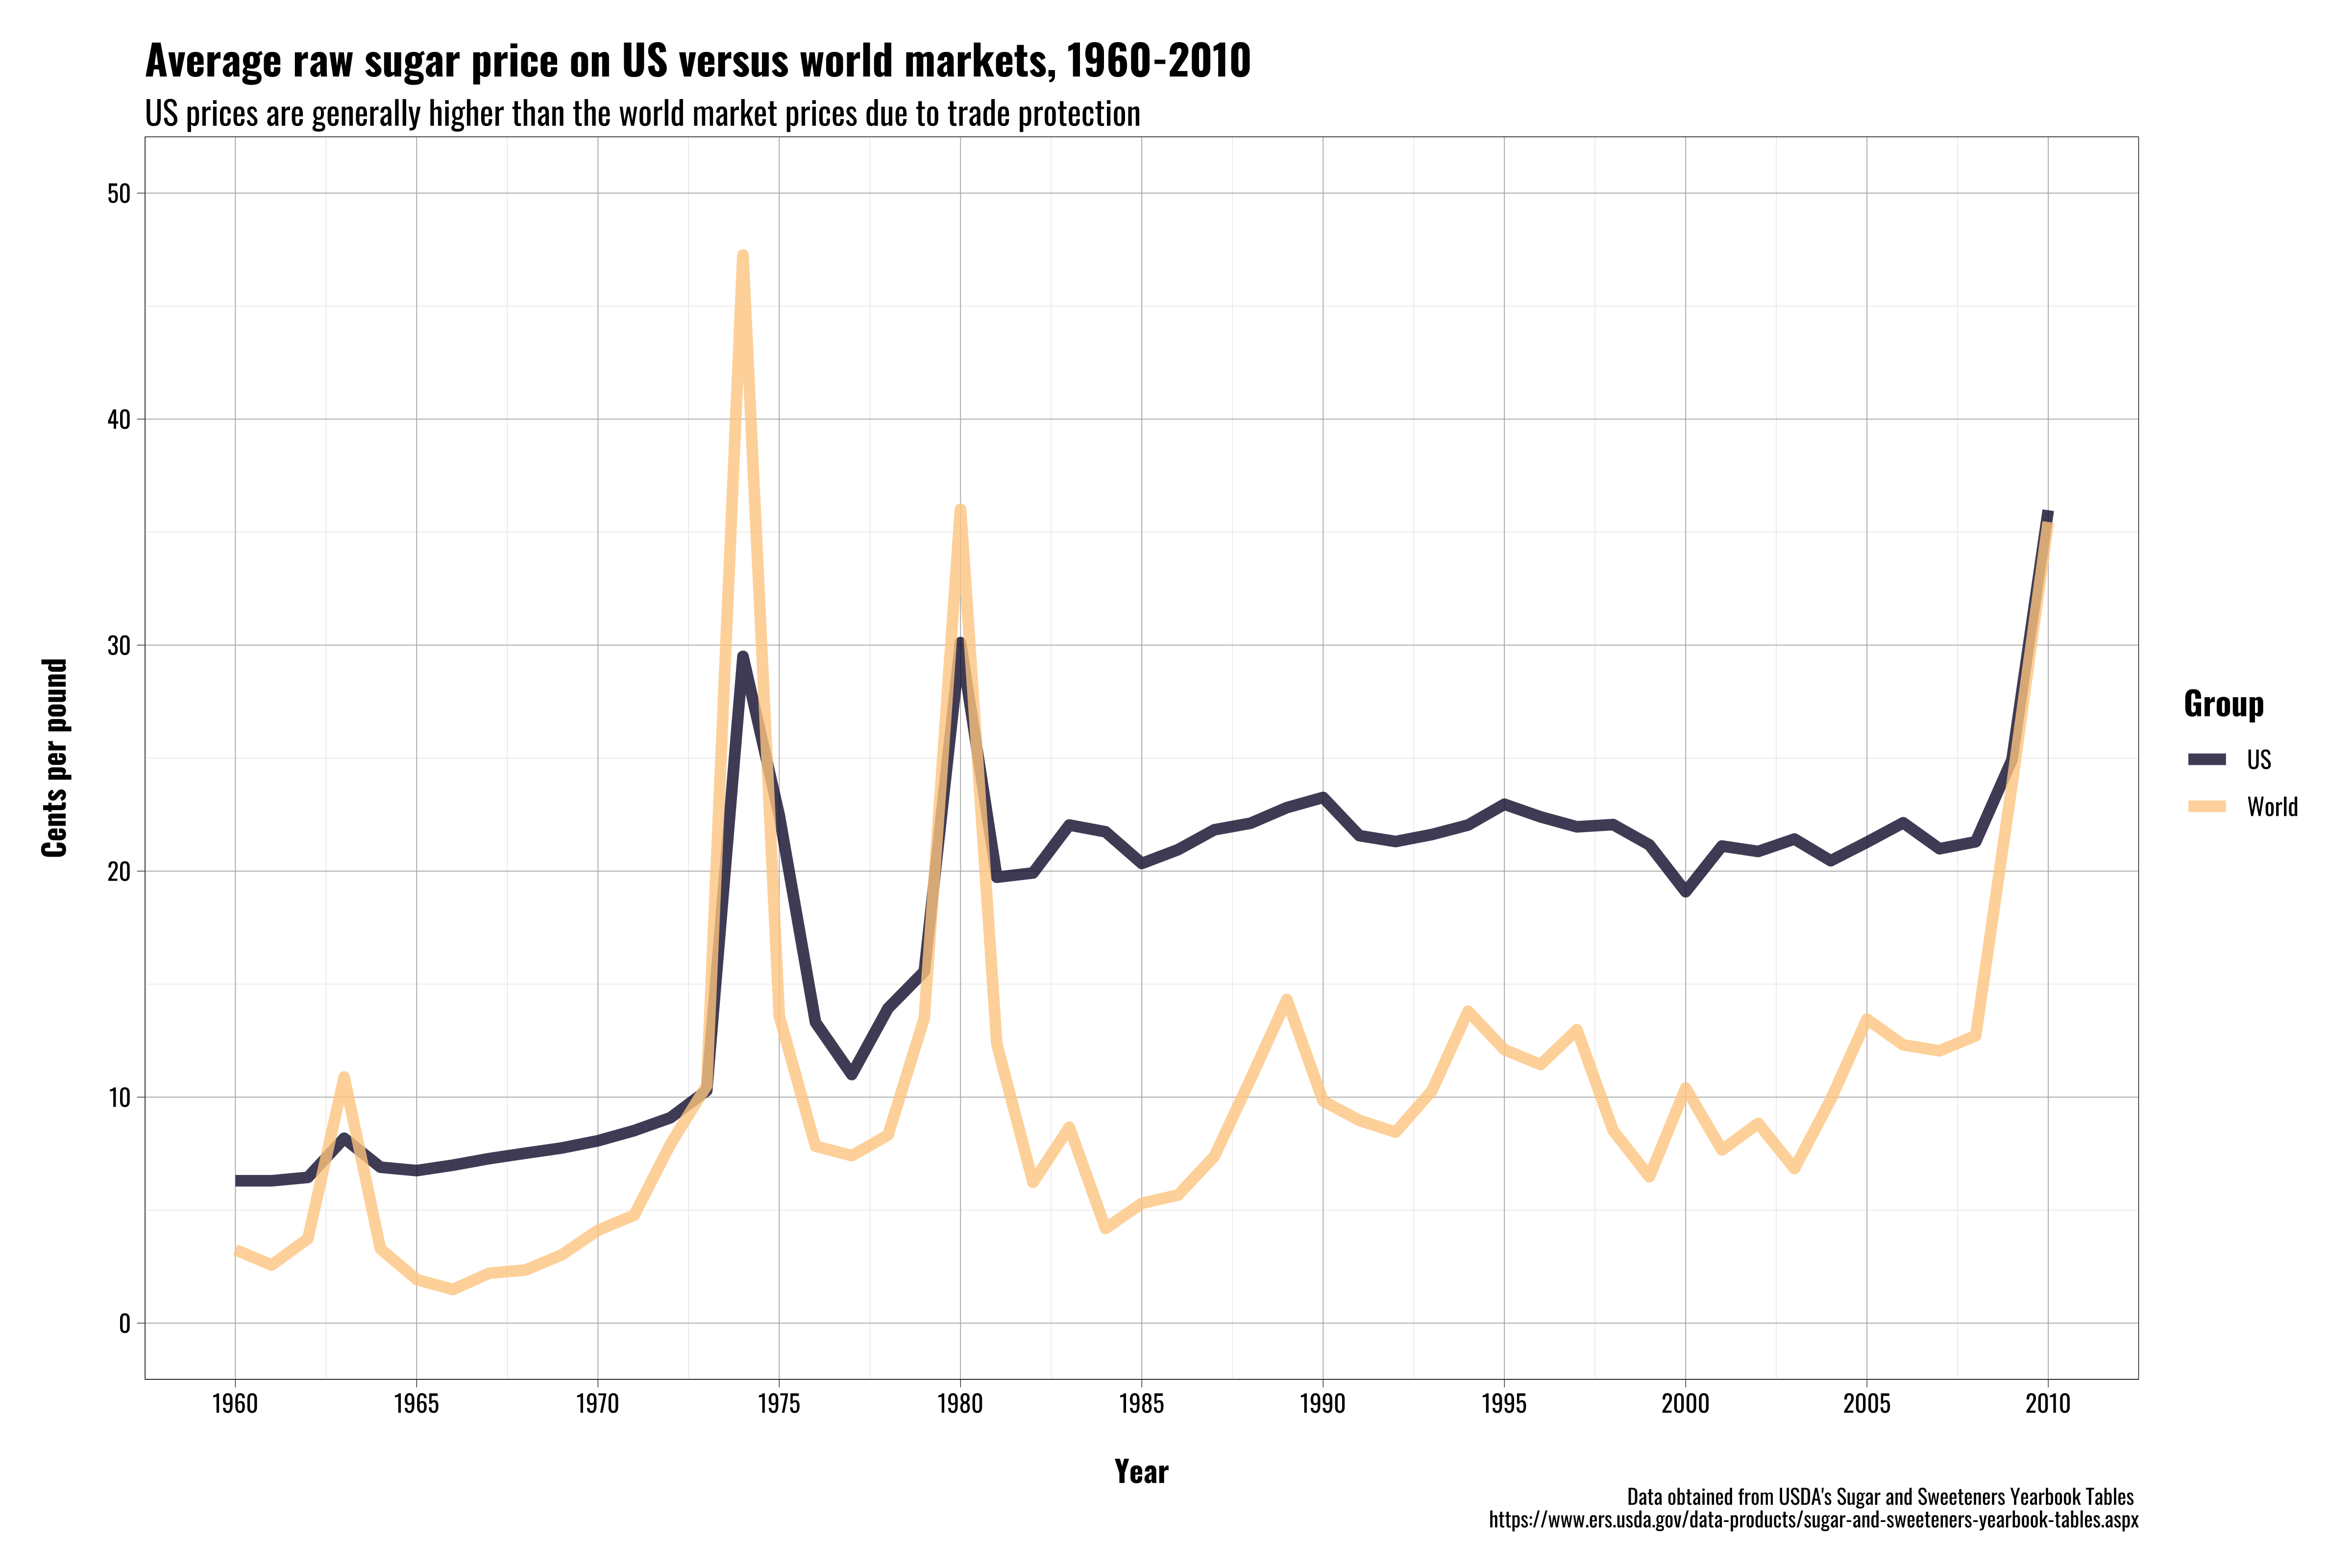 Average raw sugar price on US versus world markets, 1960-2010
US prices are generally higher than the world market prices due to trade protection
50
40
30
20
10
0
Cents per pound
1960 1965 1970 1975 1980 1985 1990 1995 2000 2005 2010
Year
Group
US
World
Data obtained from USDA's Sugar and Sweeteners Yearbook Tables
https://www.ers.usda.gov/data-products/sugar-and-sweeteners-yearbook-tables.aspx